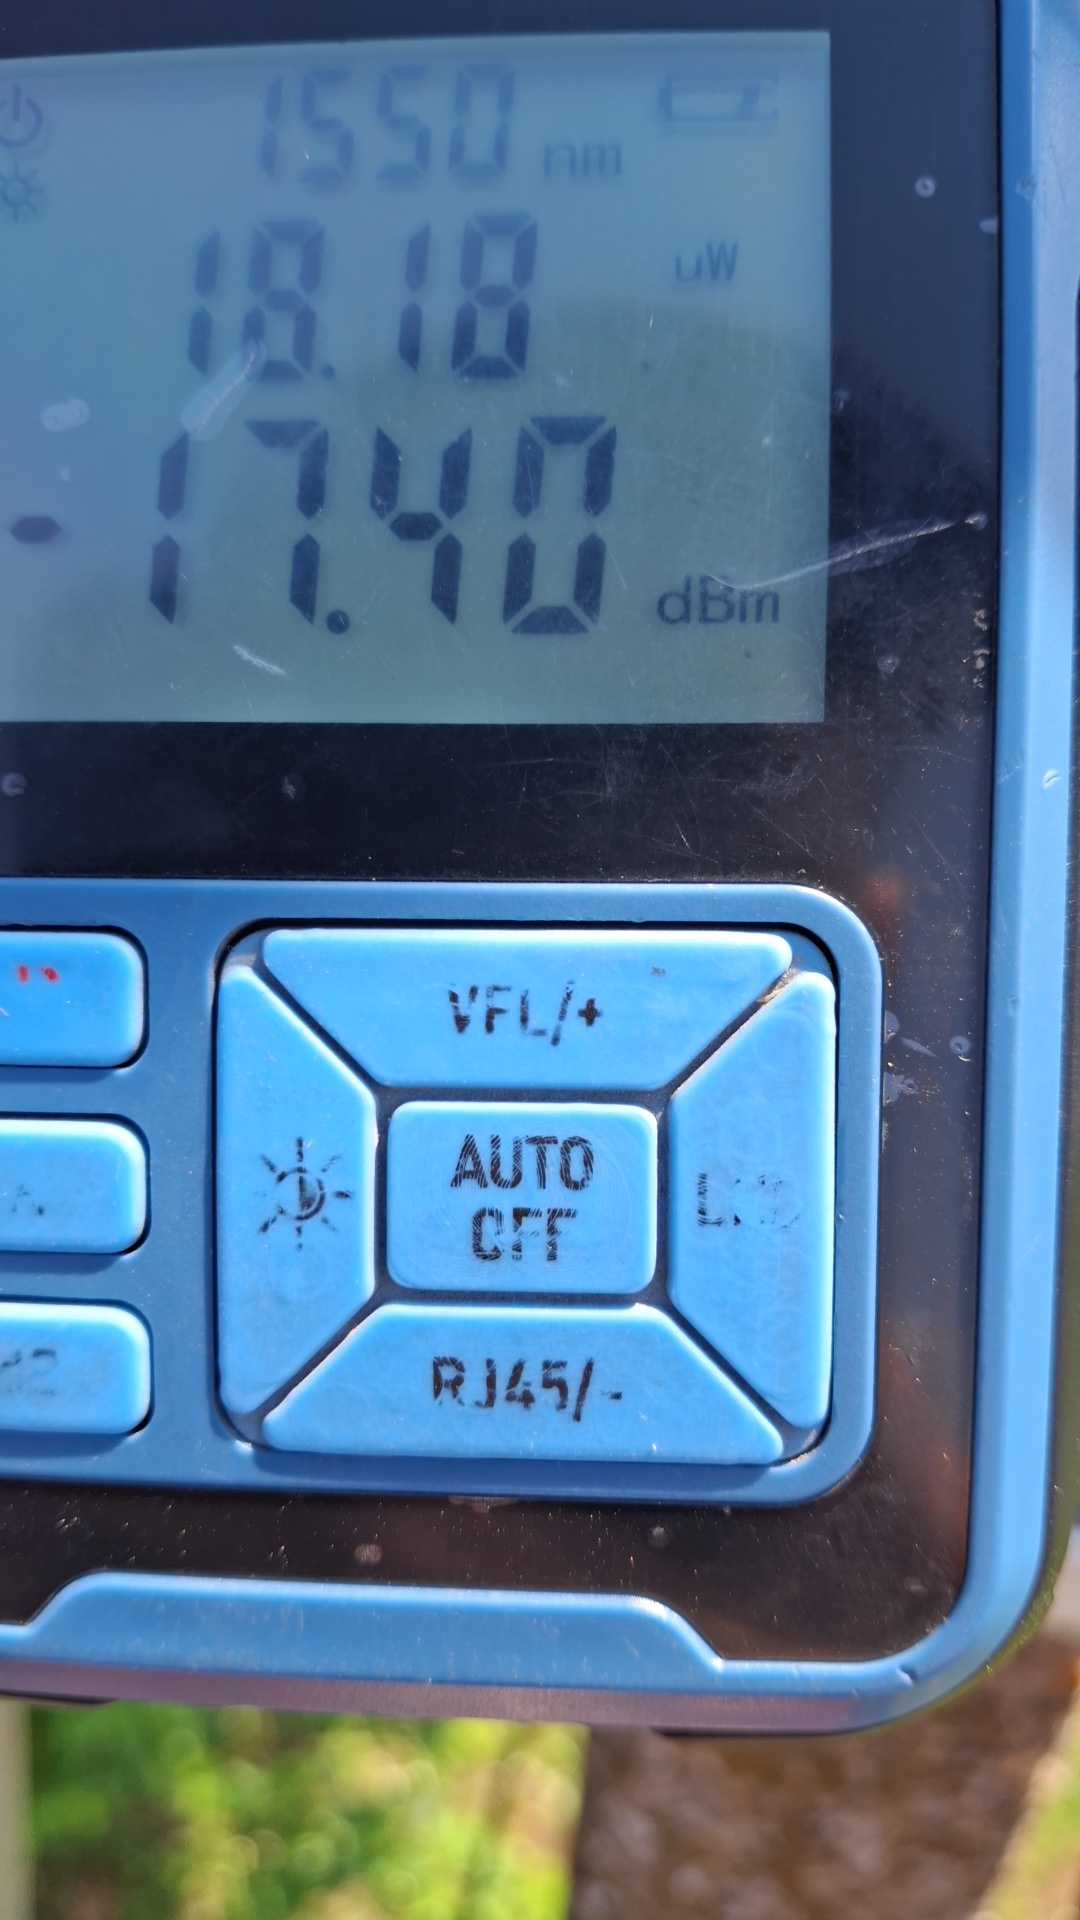 1550 nm
18.18 uW
-17.40 dBm
VFL/+
AUTO
OFF
RJ45/-